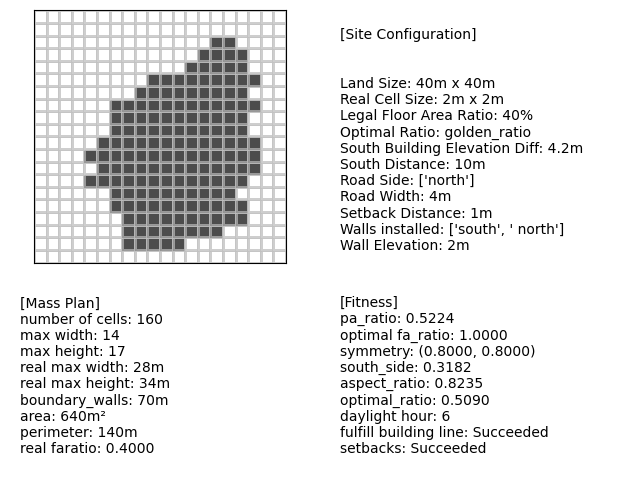 [Site Configuration]
Land Size: 40m x 40m
Real Cell Size: 2m x 2m
Legal Floor Area Ratio: 40%
Optimal Ratio: golden_ratio
South Building Elevation Diff: 4.2m
South Distance: 10m
Road Side: ['north']
Road Width: 4m
Setback Distance: 1m
Walls installed: ['south', ' north']
Wall Elevation: 2m
[Mass Plan]
number of cells: 160
max width: 14
max height: 17
real max width: 28m
real max height: 34m
boundary_walls: 70m
area: 640m²
perimeter: 140m
real faratio: 0.4000
[Fitness]
pa_ratio: 0.5224
optimal fa_ratio: 1.0000
symmetry: (0.8000, 0.8000)
south_side: 0.3182
aspect_ratio: 0.8235
optimal_ratio: 0.5090
daylight hour: 6
fulfill building line: Succeeded
setbacks: Succeeded